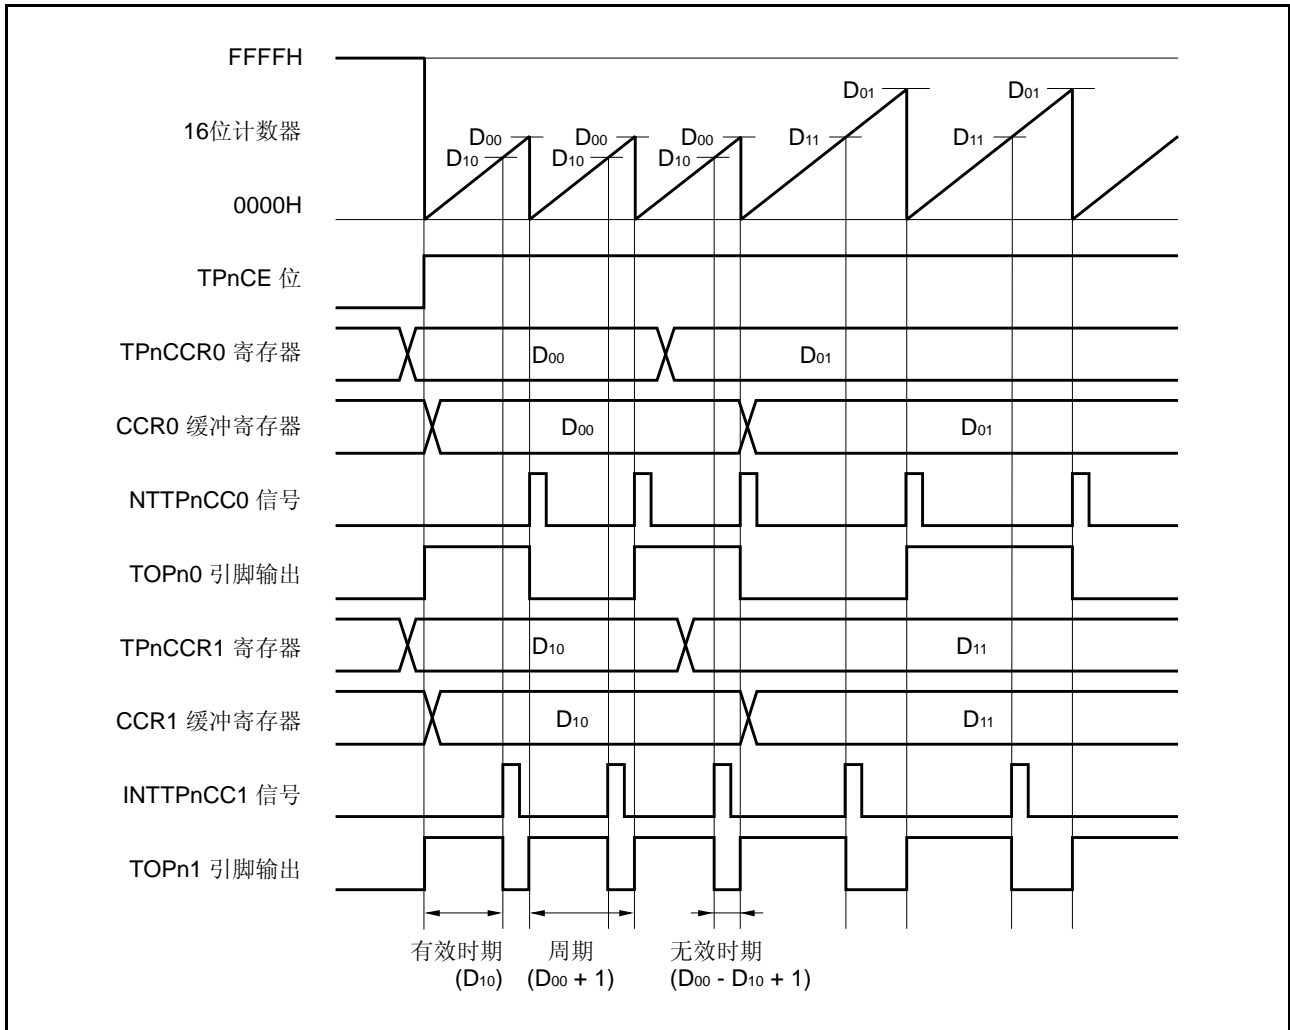 FFFFH
D01
D01
16位计数器
D00
D00
D00
D11
D11
D10
D10
D10
0000H
TPnCE 位
TPnCCR0 寄存器
D00
D01
CCR0 缓冲寄存器
D00
D01
NTTPnCC0 信号
TOPn0 引脚输出
TPnCCR1 寄存器
D10
D11
CCR1 缓冲寄存器
D10
D11
INTTPnCC1 信号
TOPn1 引脚输出
有效时期
(D10)
周期
(D00 + 1)
无效时期
(D00 - D10 + 1)